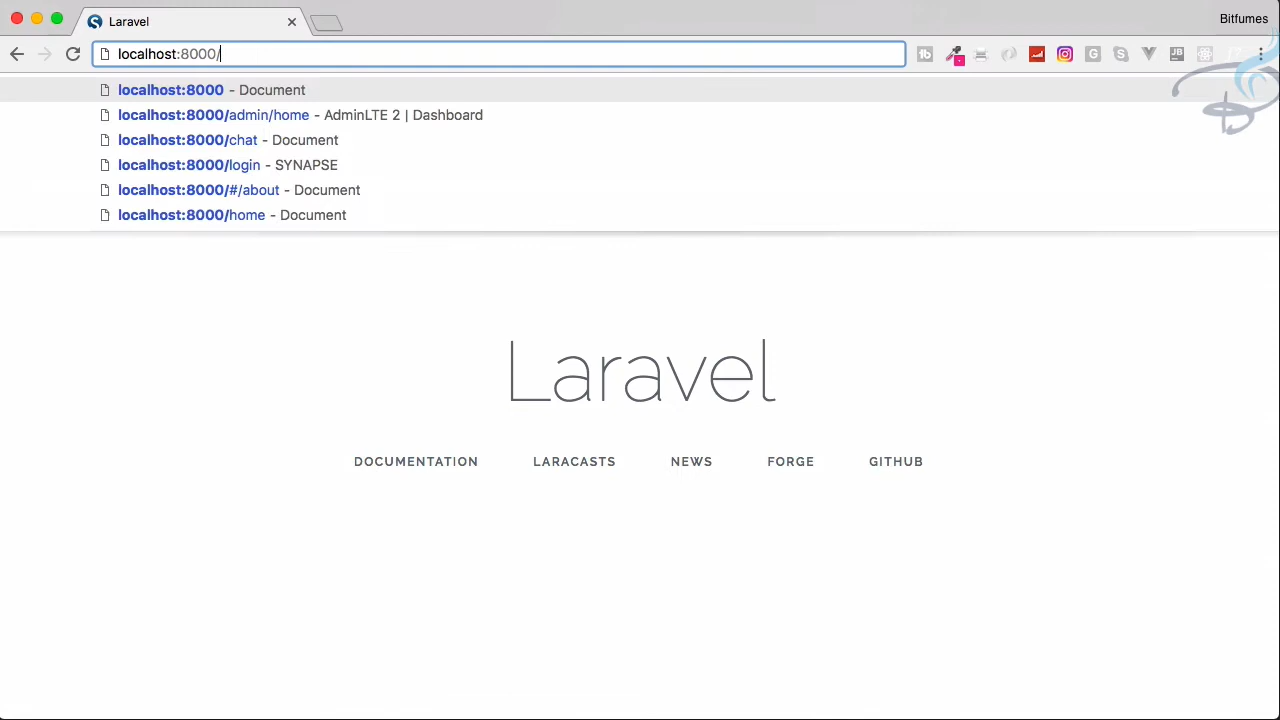 Laravel
Bitfumes
localhost:8000/
localhost:8000 - Document
localhost:8000/admin/home - AdminLTE 2 | Dashboard
localhost:8000/chat - Document
localhost:8000/login - SYNAPSE
localhost:8000/#/about - Document
localhost:8000/home - Document
Laravel
DOCUMENTATION LARACASTS NEWS FORGE GITHUB